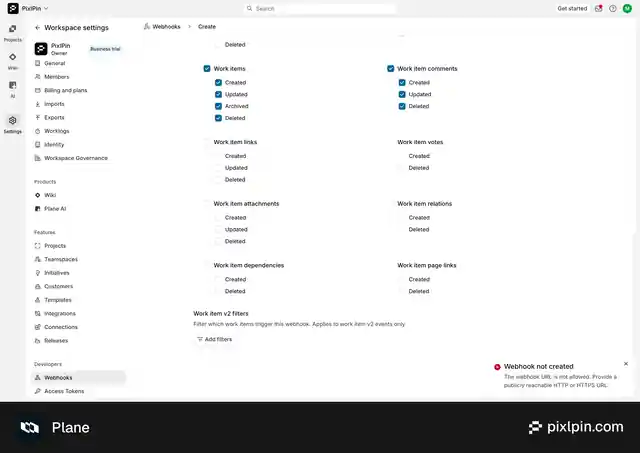 PixlPin
Search
Get started
M
Projects
Wiki
AI
Settings
Workspace settings
PixlPin
Owner
Business trial
General
Members
Billing and plans
Imports
Exports
Worklogs
Identity
Workspace Governance
Products
Wiki
Plane AI
Features
Projects
Teamspaces
Initiatives
Customers
Templates
Integrations
Connections
Releases
Developers
Webhooks
Access Tokens
Webhooks
Create
Deleted
Work items
Created
Updated
Archived
Deleted
Work item comments
Created
Updated
Deleted
Work item links
Created
Updated
Deleted
Work item votes
Created
Deleted
Work item attachments
Created
Updated
Deleted
Work item relations
Created
Deleted
Work item dependencies
Created
Deleted
Work item page links
Created
Deleted
Work item v2 filters
Filter which work items trigger this webhook. Applies to work item v2 events only
Add filters
Webhook not created
The webhook URL is not allowed. Provide a
publicly reachable HTTP or HTTPS URL.
Plane
pixlpin.com